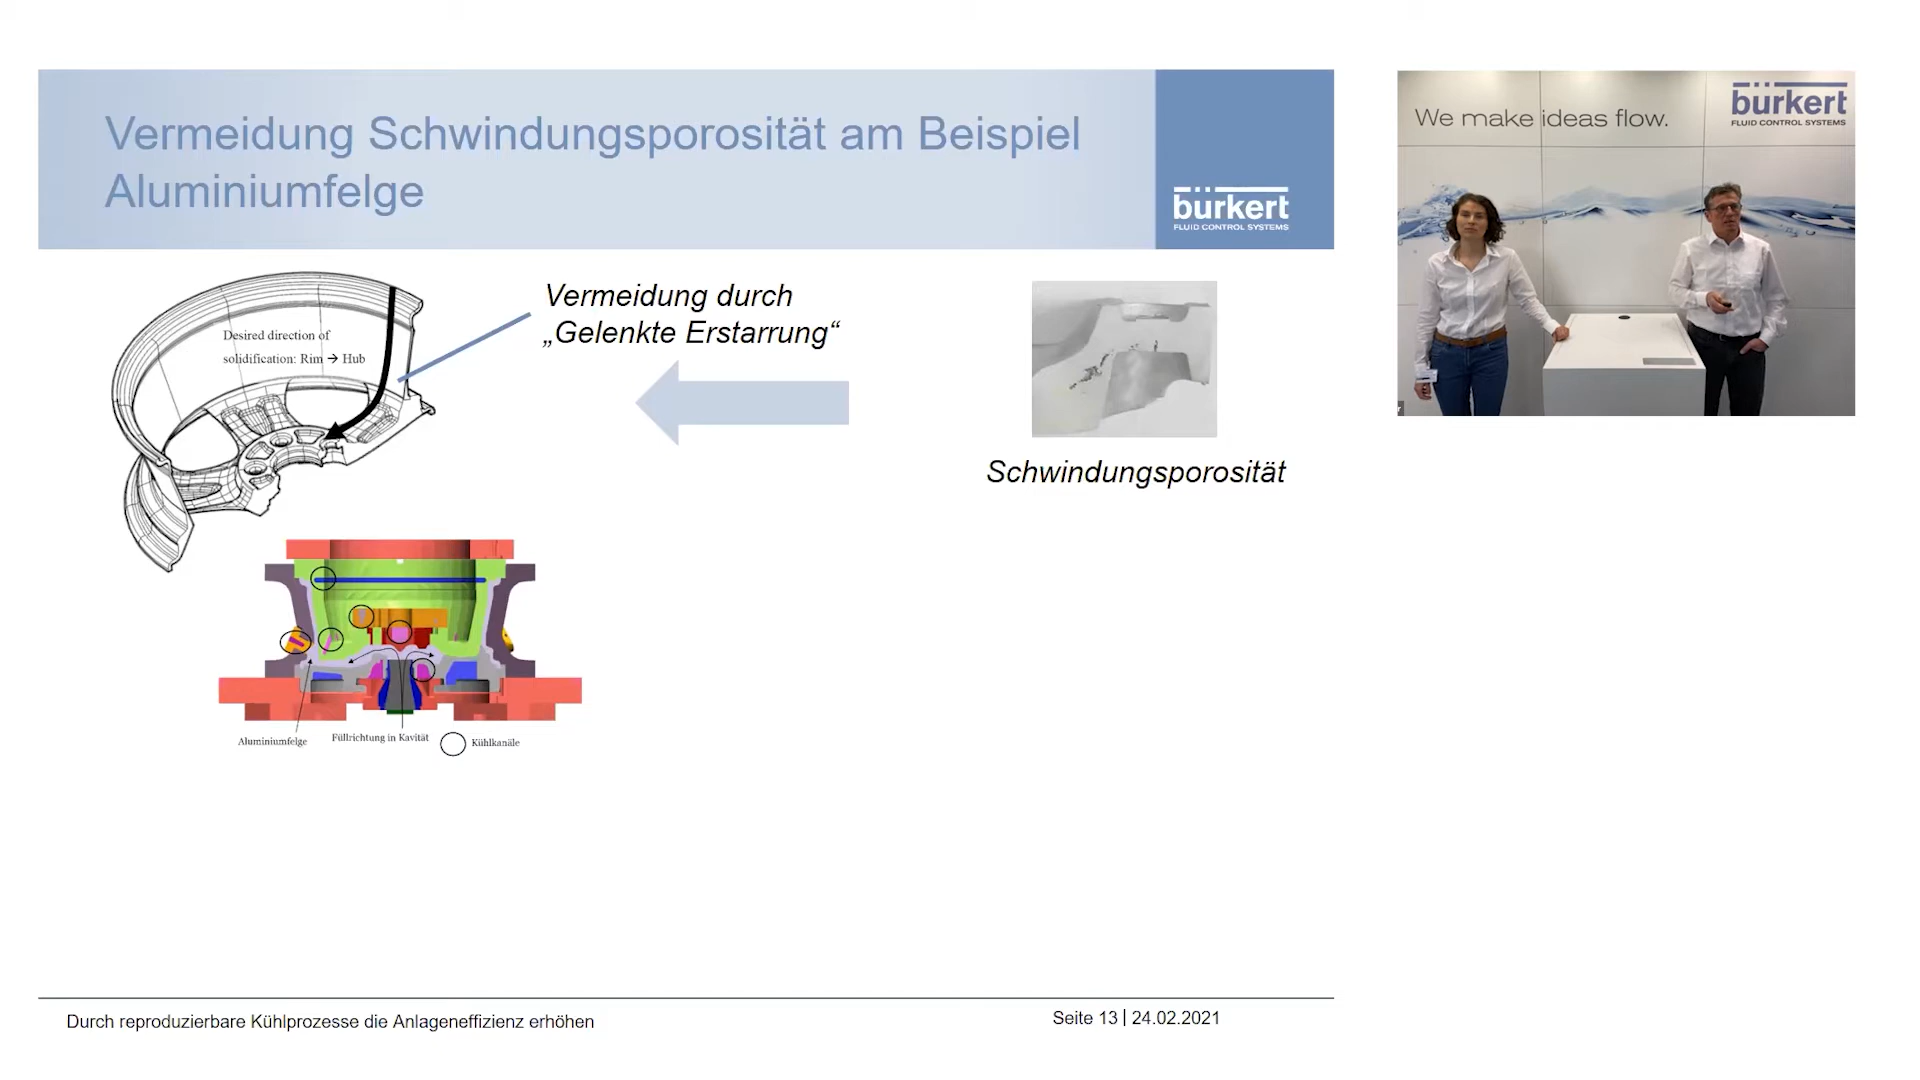 Vermeidung Schwindungsporosität am Beispiel
Aluminiumfelge
bürkert
FLUID CONTROL SYSTEMS
We make ideas flow.
bürkert
FLUID CONTROL SYSTEMS
Desired direction of
solidification: Rim → Hub
Vermeidung durch
„Gelenkte Erstarrung“
Schwindungsporosität
Aluminiumfelge
Füllrichtung in Kavität
Kühlkanäle
Durch reproduzierbare Kühlprozesse die Anlageneffizienz erhöhen
Seite 13 | 24.02.2021